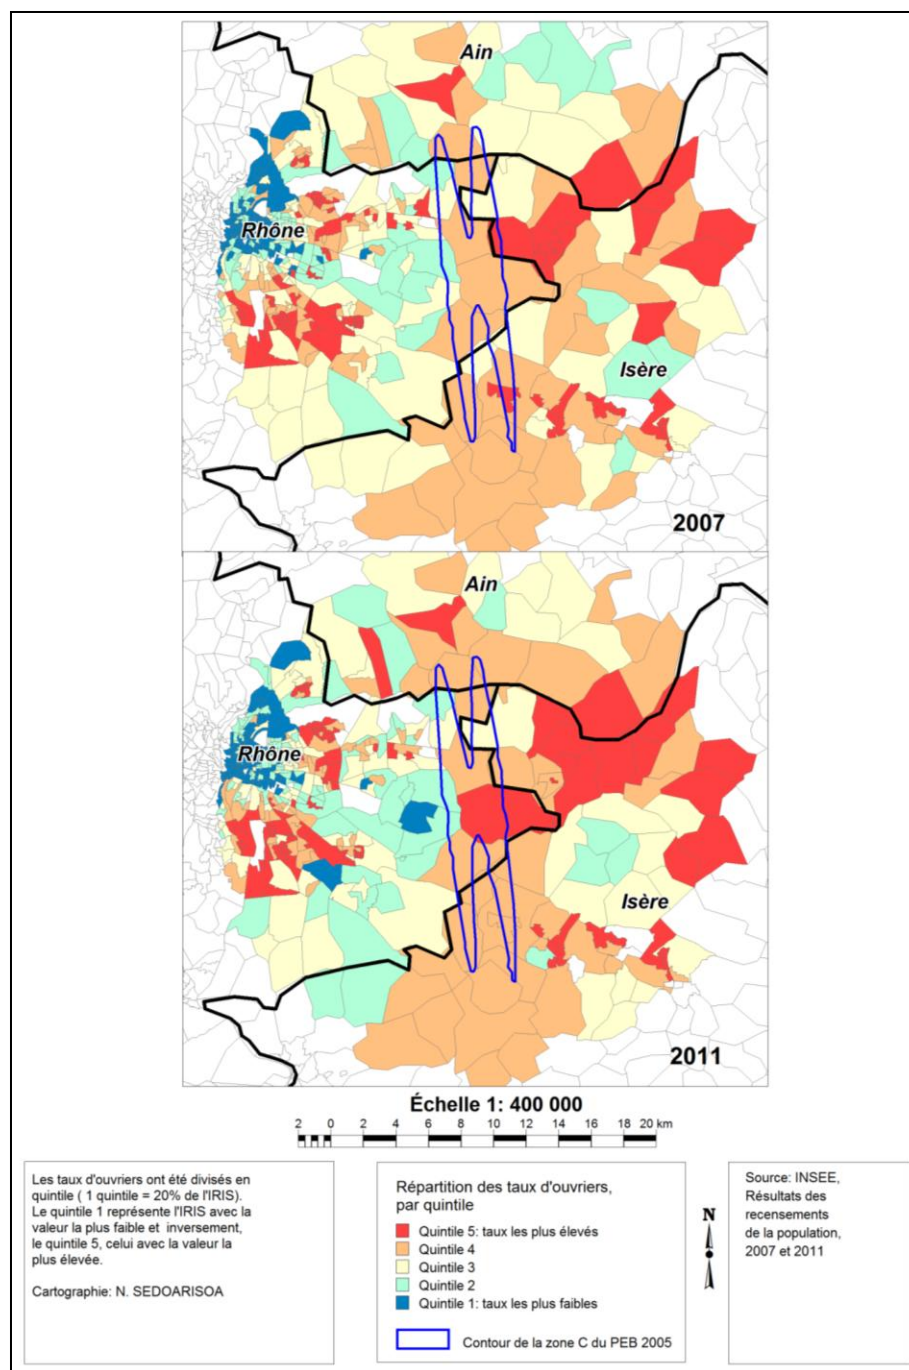 Ain
Rhône
Isère
2007
Ain
Rhône
Isère
2011
Échelle 1: 400 000
2 0 2 4 6 8 10 12 14 16 18 20 km
Les taux d'ouvriers ont été divisés en
quintile ( 1 quintile = 20% de l'IRIS).
Le quintile 1 représente l'IRIS avec la
valeur la plus faible et inversement,
le quintile 5, celui avec la valeur la
plus élevée.
Cartographie: N. SEDOARISOA
Répartition des taux d'ouvriers,
par quintile
Quintile 5: taux les plus élevés
Quintile 4
Quintile 3
Quintile 2
Quintile 1: taux les plus faibles
Contour de la zone C du PEB 2005
N
Source: INSEE,
Résultats des
recensements
de la population,
2007 et 2011